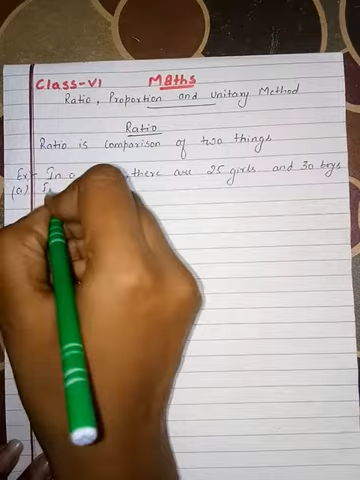 Class-VI Maths
Ratio, Proportion and Unitary Method
Ratio
Ratio is comparison of two things
Ex:- In a there are 25 girls and 30 boys
(a)